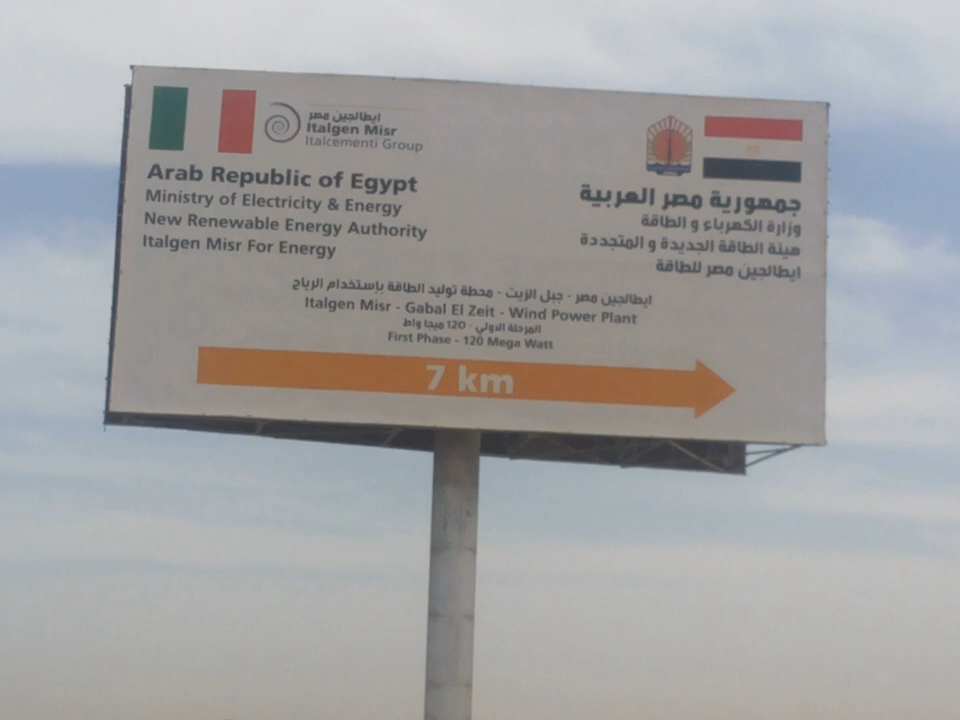 ايطالجين مصر
Italgen Misr
Italcementi Group
Arab Republic of Egypt
Ministry of Electricity & Energy
New Renewable Energy Authority
Italgen Misr For Energy
جمهورية مصر العربية
وزارة الكهرباء و الطاقة
هيئة الطاقة الجديدة و المتجددة
إيطالجين مصر للطاقة
ايطالجين مصر - جبل الزيت - محطة توليد الطاقة بإستخدام الرياح
Italgen Misr - Gabal El Zeit - Wind Power Plant
المرحلة الاولي - 120 ميجا واط
First Phase - 120 Mega Watt
7 km